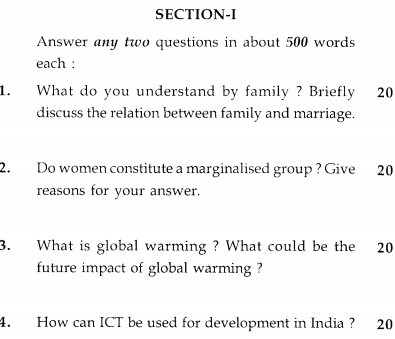 SECTION-I
Answer any two questions in about 500 words
each :
1. What do you understand by family ? Briefly 20
discuss the relation between family and marriage.
2. Do women constitute a marginalised group ? Give 20
reasons for your answer.
3. What is global warming ? What could be the 20
future impact of global warming ?
4. How can ICT be used for development in India ? 20